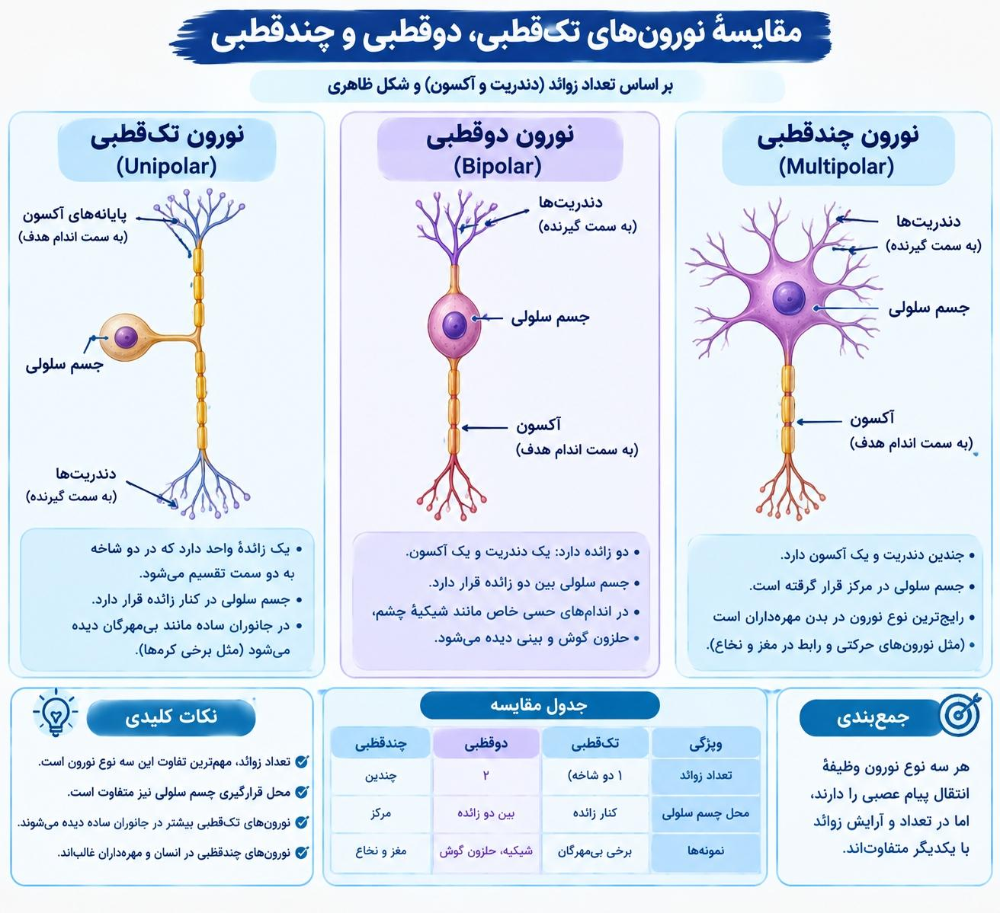 مقایسهٔ نورون‌های تک‌قطبی، دوقطبی و چندقطبی
بر اساس تعداد زوائد (دندریت و آکسون) و شکل ظاهری
نورون چندقطبی
(Multipolar)
دندریت‌ها
(به سمت گیرنده)
جسم سلولی
آکسون
(به سمت اندام هدف)
• جندین دندریت و یک آکسون دارد.
• جسم سلولی در مرکز قرار گرفته است.
• رایج‌ترین نوع نورون در بدن مهره‌داران است
• (مثل نورون‌های حرکتی و رابط در مغز و نخاع).
نورون دوقطبی
(Bipolar)
دندریت‌ها
(به سمت گیرنده)
جسم سلولی
آکسون
(به سمت اندام هدف)
• دو زائده دارد: یک دندریت و یک آکسون.
• جسم سلولی بین دو زائده قرار دارد.
• در اندام‌های حسی خاص مانند شیکیهٔ چشم،
• حلزون گوش و بینی دیده می‌شود.
نورون تک‌قطبی
(Unipolar)
پایانه‌های آکسون
(به سمت اندام هدف)
جسم سلولی
دندریت‌ها
(به سمت گیرنده)
• یک زائدهٔ واحد دارد که در دو شاخه
به دو سمت تقسیم می‌شود.
• جسم سلولی در کنار زائده قرار دارد.
• در جانوران ساده مانند بی‌مهرگان دیده
می‌شود (مثل برخی کرم‌ها).
جمع‌بندی
هر سه نوع نورون وظیفهٔ
انتقال پیام عصبی را دارند،
اما در تعداد و آرایش زوائد
با یکدیگر متفاوت‌اند.
جدول مقایسه
ویژگی تک‌قطبی دوقظبی چندقطبی
تعداد زوائد ۱ دو شاخه) ۲ چندین
محل چسم سلولی کنار زائده بین دو زائده مرکز
نمونه‌ها برخی بی‌مهرگان شیکیه، حلزون گوش مغز و نخاع
نکات کلیدی
تعداد زوائد، مهم‌ترین تفاوت این سه نوع نورون است.
محل قرارگیری چسم سلولی نیز متفاوت است.
نورون‌های تک‌قطبی بیشتر در جانوران ساده دیده می‌شوند.
نورون‌های چندقظبی در انسان و مهره‌داران غالب‌اند.